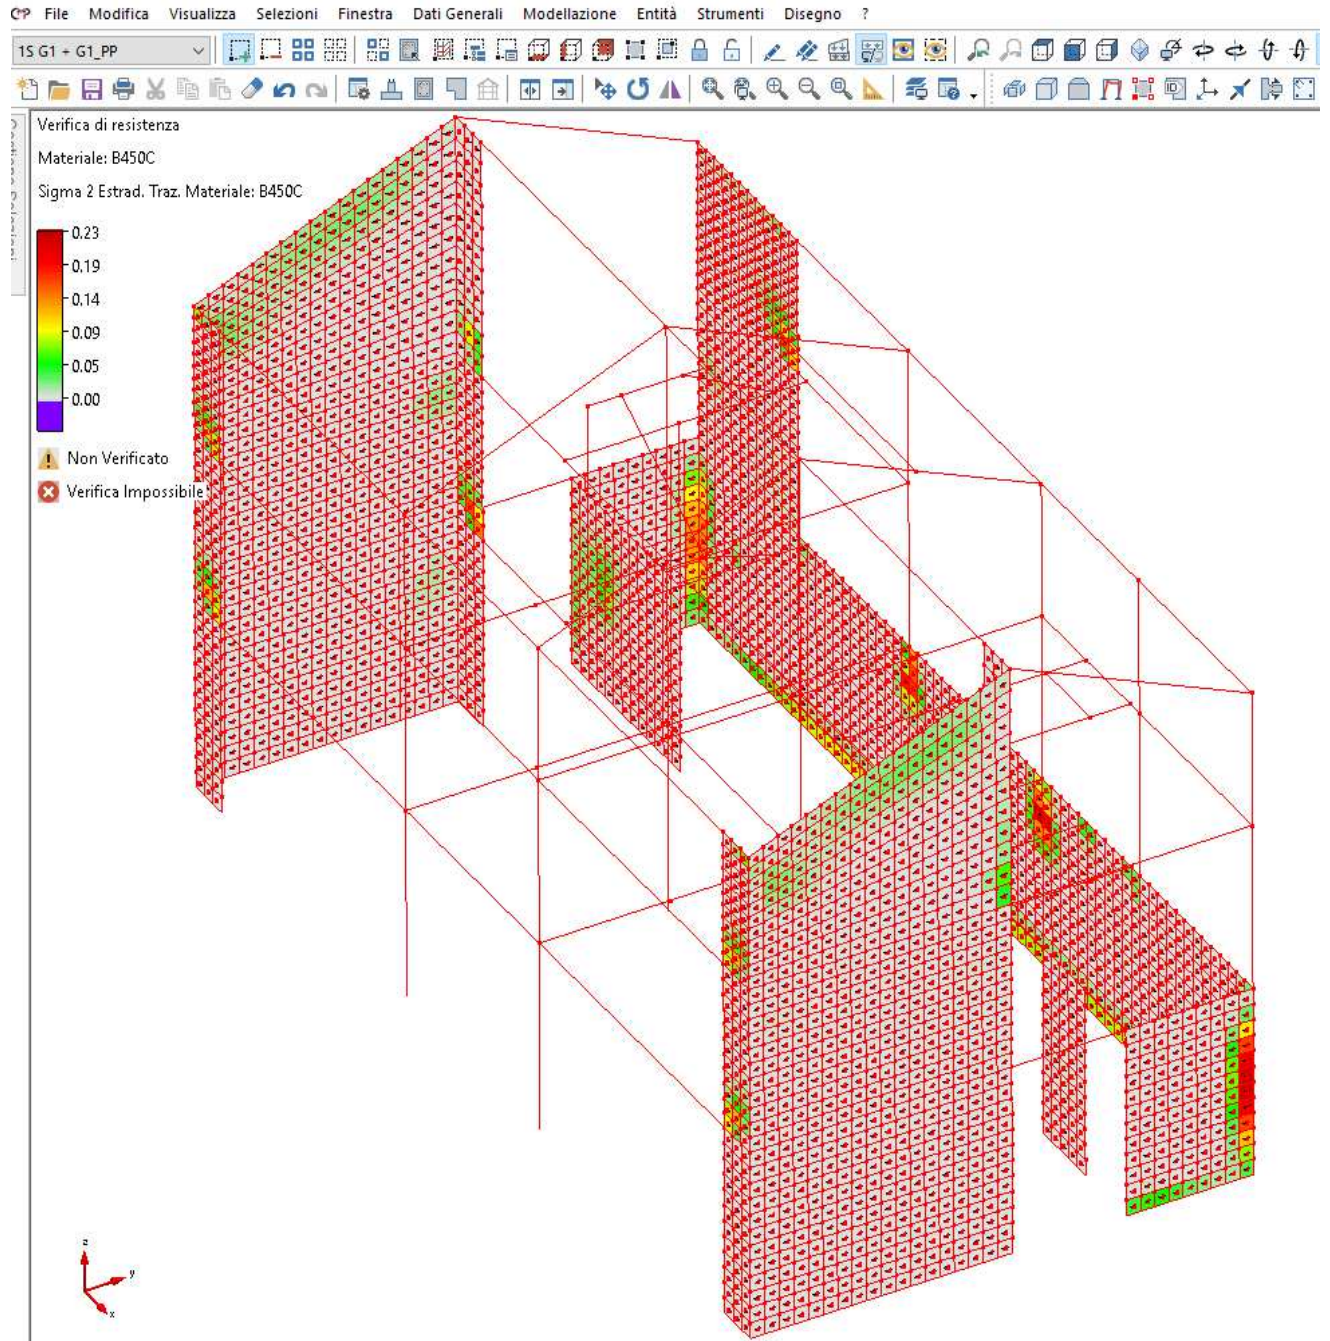 File Modifica Visualizza Selezioni Finestra Dati Generali Modellazione Entità Strumenti Disegno ?
1S G1 + G1_PP
Verifica di resistenza
Materiale: B450C
Sigma 2 Estrad. Traz. Materiale: B450C
0.23
0.19
0.14
0.09
0.05
0.00
Non Verificato
Verifica Impossibile
z
y
x